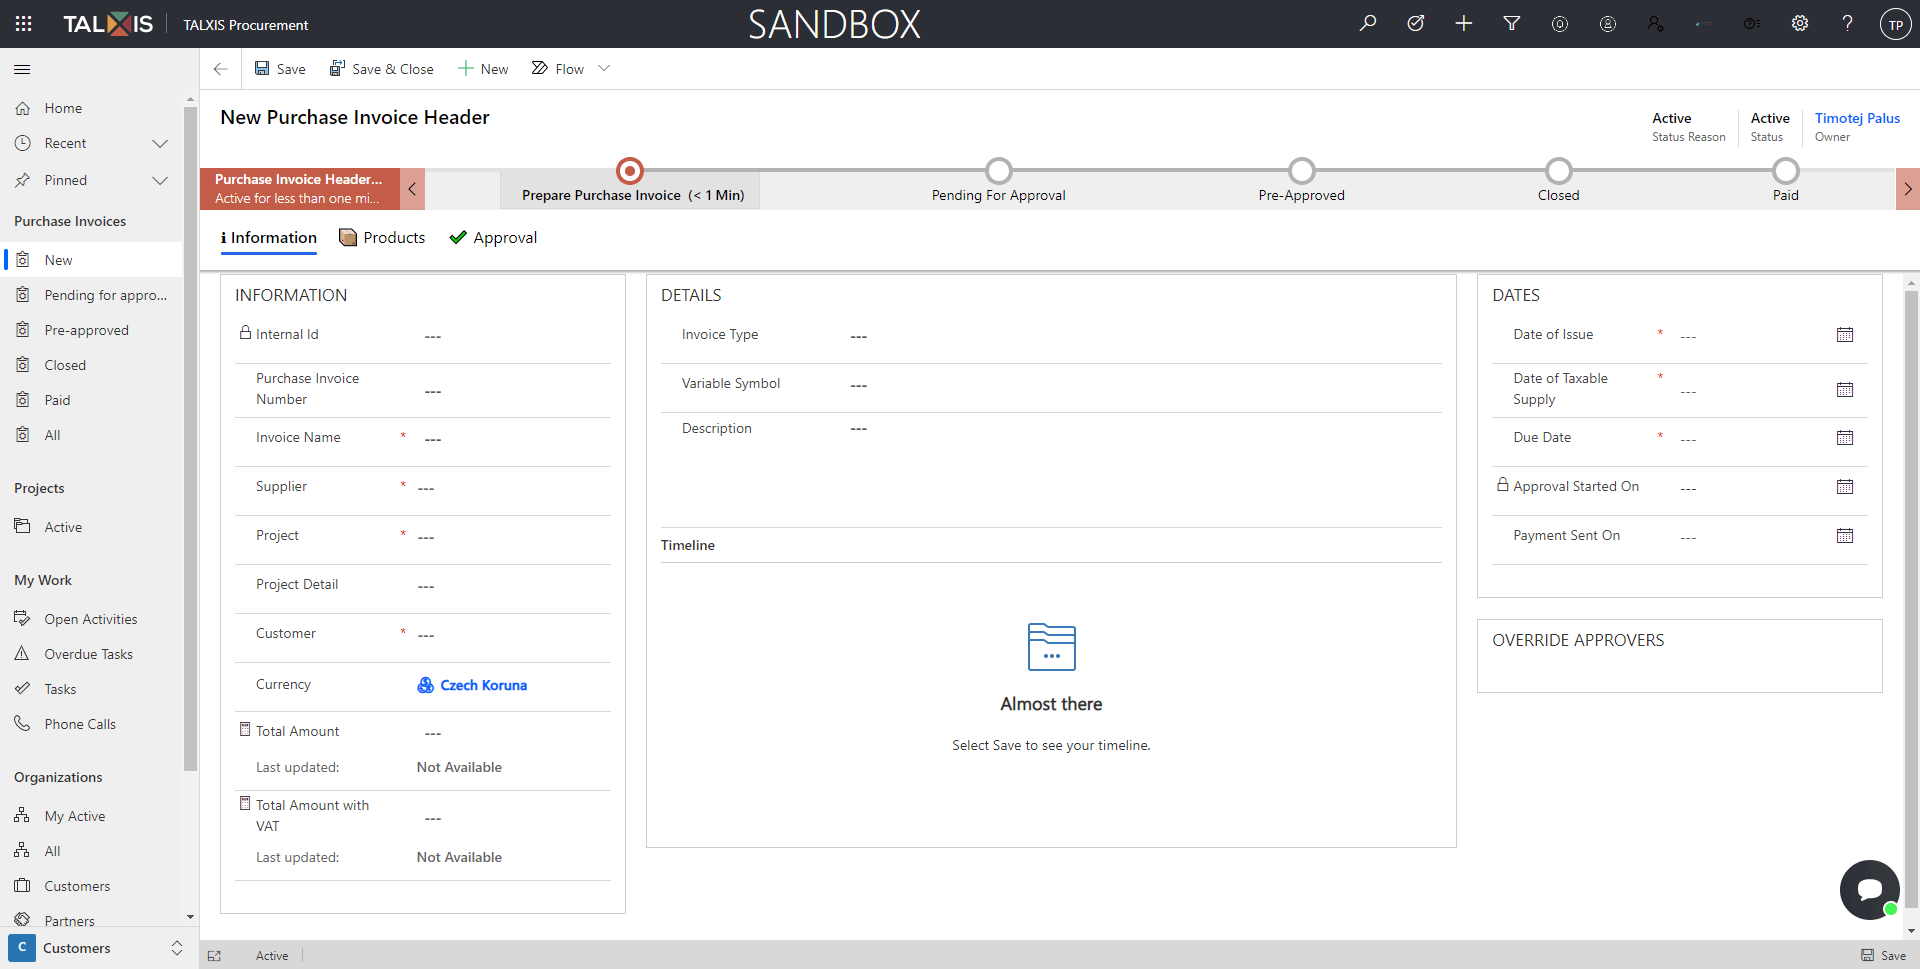 TALXIS
TALXIS Procurement
SANDBOX
TP
Save
Save & Close
New
Flow
Home
Recent
Pinned
Purchase Invoices
New
Pending for appro...
Pre-approved
Closed
Paid
All
Projects
Active
My Work
Open Activities
Overdue Tasks
Tasks
Phone Calls
Organizations
My Active
All
Customers
Partners
C
Customers
New Purchase Invoice Header
Active
Status Reason
Active
Status
Timotej Palus
Owner
Purchase Invoice Header...
Active for less than one mi...
Prepare Purchase Invoice (< 1 Min)
Pending For Approval
Pre-Approved
Closed
Paid
Information
Products
Approval
INFORMATION
Internal Id
---
Purchase Invoice
Number
---
Invoice Name * ---
Supplier * ---
Project * ---
Project Detail ---
Customer * ---
Currency Czech Koruna
Total Amount ---
Last updated: Not Available
Total Amount with
VAT
---
Last updated: Not Available
DETAILS
Invoice Type ---
Variable Symbol ---
Description ---
Timeline
Almost there
Select Save to see your timeline.
DATES
Date of Issue * ---
Date of Taxable
Supply
* ---
Due Date * ---
Approval Started On ---
Payment Sent On ---
OVERRIDE APPROVERS
Active
Save